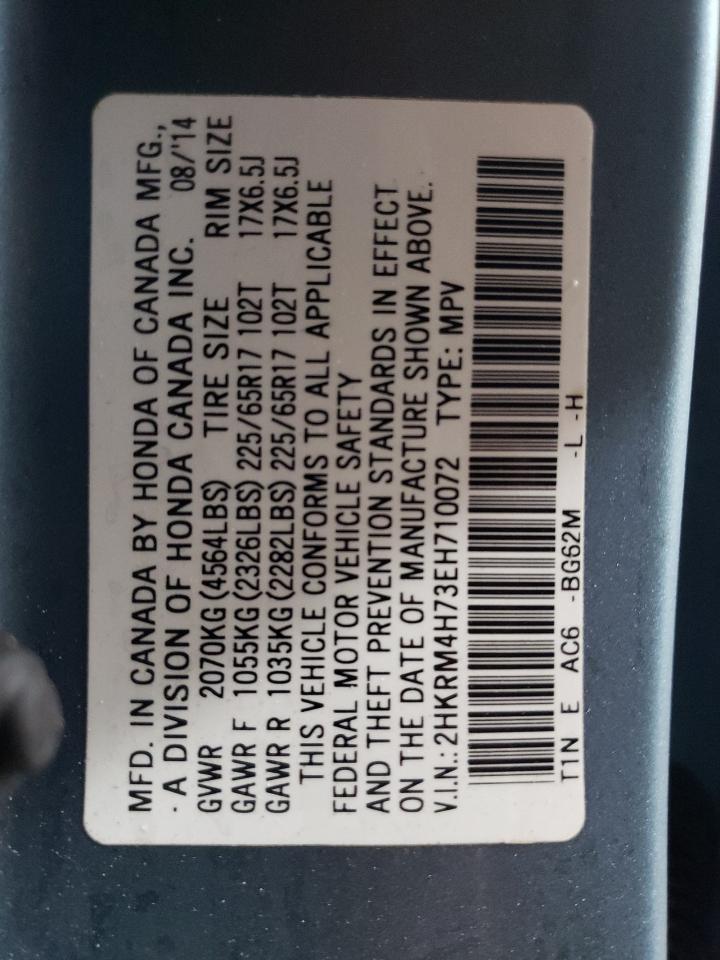 MFD. IN CANADA BY HONDA OF CANADA MFG.,
- A DIVISION OF HONDA CANADA INC. 08/'14
GVWR 2070KG (4564LBS) TIRE SIZE RIM SIZE
GAWR F 1055KG (2326LBS) 225/65R17 102T 17X6.5J
GAWR R 1035KG (2282LBS) 225/65R17 102T 17X6.5J
THIS VEHICLE CONFORMS TO ALL APPLICABLE
FEDERAL MOTOR VEHICLE SAFETY
AND THEFT PREVENTION STANDARDS IN EFFECT
ON THE DATE OF MANUFACTURE SHOWN ABOVE.
V.I.N.: 2HKRM4H73EH710072 TYPE: MPV
T1N E AC6 -BG62M -L -H